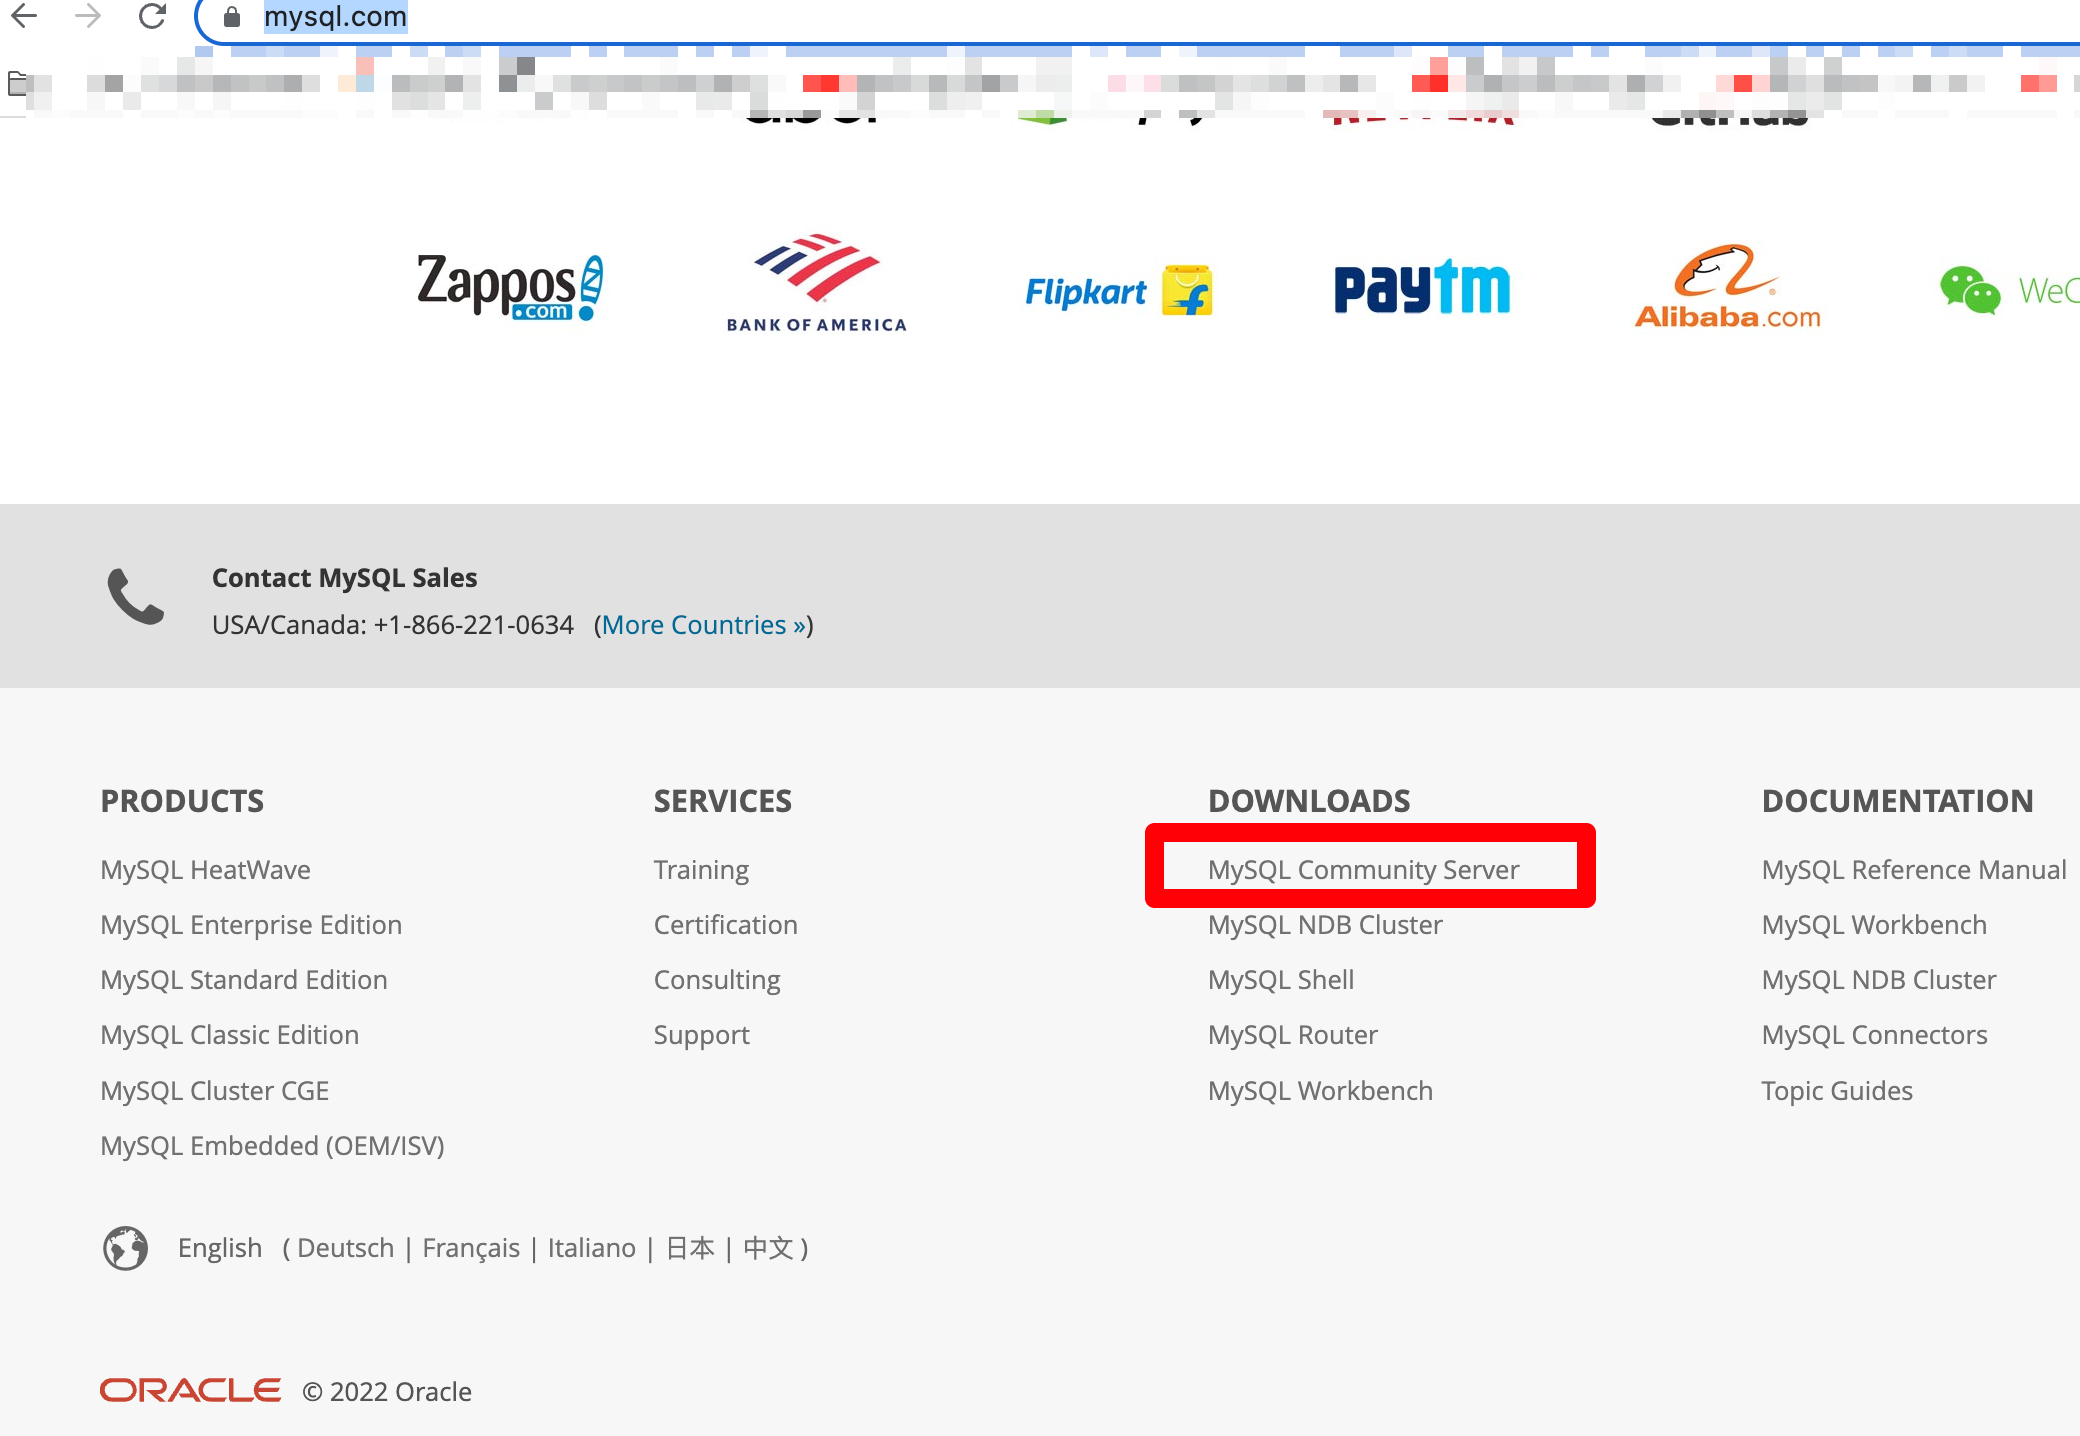 mysql.com
Zappos
.com
BANK OF AMERICA
Flipkart
paytm
Alibaba.com
Contact MySQL Sales
USA/Canada: +1-866-221-0634 (More Countries »)
PRODUCTS
MySQL HeatWave
MySQL Enterprise Edition
MySQL Standard Edition
MySQL Classic Edition
MySQL Cluster CGE
MySQL Embedded (OEM/ISV)
SERVICES
Training
Certification
Consulting
Support
DOWNLOADS
MySQL Community Server
MySQL NDB Cluster
MySQL Shell
MySQL Router
MySQL Workbench
DOCUMENTATION
MySQL Reference Manual
MySQL Workbench
MySQL NDB Cluster
MySQL Connectors
Topic Guides
English ( Deutsch | Français | Italiano | 日本 | 中文 )
ORACLE © 2022 Oracle